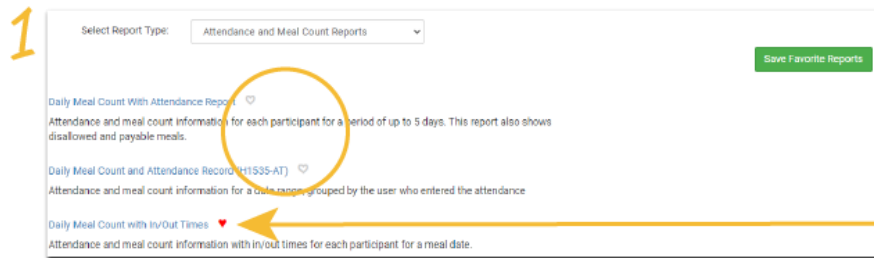 1
Select Report Type: Attendance and Meal Count Reports
Save Favorite Reports
Daily Meal Count With Attendance Report
Attendance and meal count information for each participant for a period of up to 5 days. This report also shows
disallowed and payable meals.
Daily Meal Count and Attendance Record (H1535-AT)
Attendance and meal count information for a date range, grouped by the user who entered the attendance
Daily Meal Count with In/Out Times
Attendance and meal count information with in/out times for each participant for a meal date.